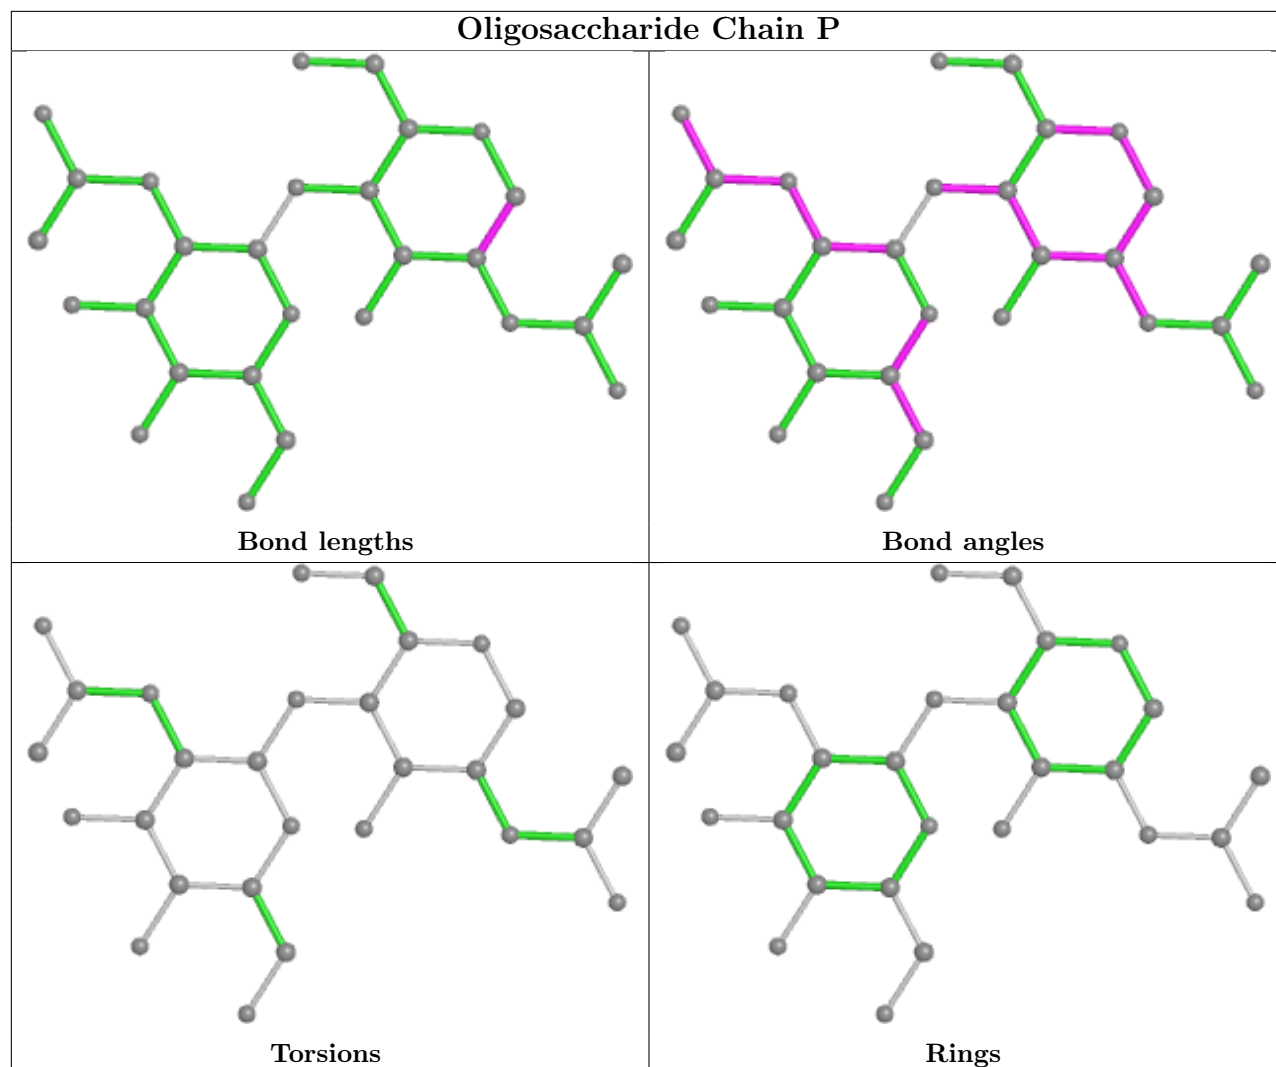 Oligosaccharide Chain P
Bond lengths
Bond angles
Torsions
Rings